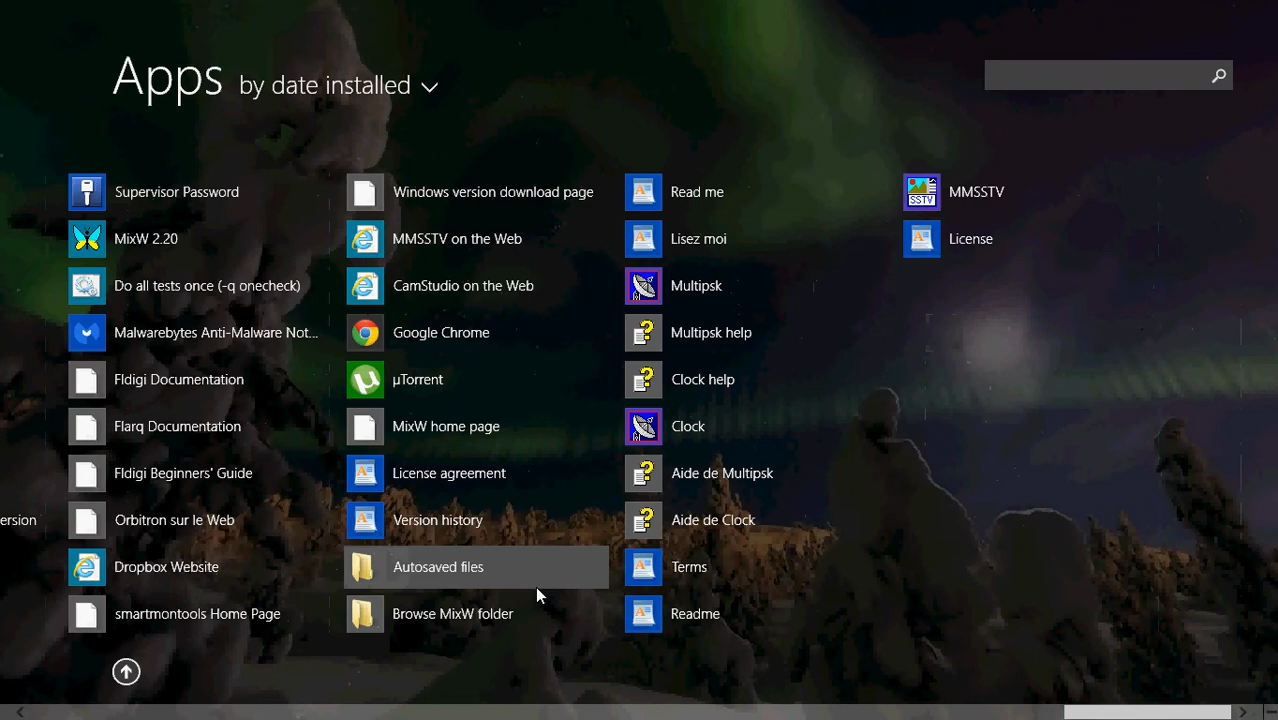 Apps by date installed
Supervisor Password
MixW 2.20
Do all tests once (-q onecheck)
Malwarebytes Anti-Malware Not...
Fldigi Documentation
Flarq Documentation
Fldigi Beginners' Guide
ersion
Orbitron sur le Web
Dropbox Website
smartmontools Home Page
Windows version download page
MMSSTV on the Web
CamStudio on the Web
Google Chrome
µTorrent
MixW home page
License agreement
Version history
Autosaved files
Browse MixW folder
Read me
Lisez moi
Multipsk
Multipsk help
Clock help
Clock
Aide de Multipsk
Aide de Clock
Terms
Readme
SSTV
MMSSTV
License